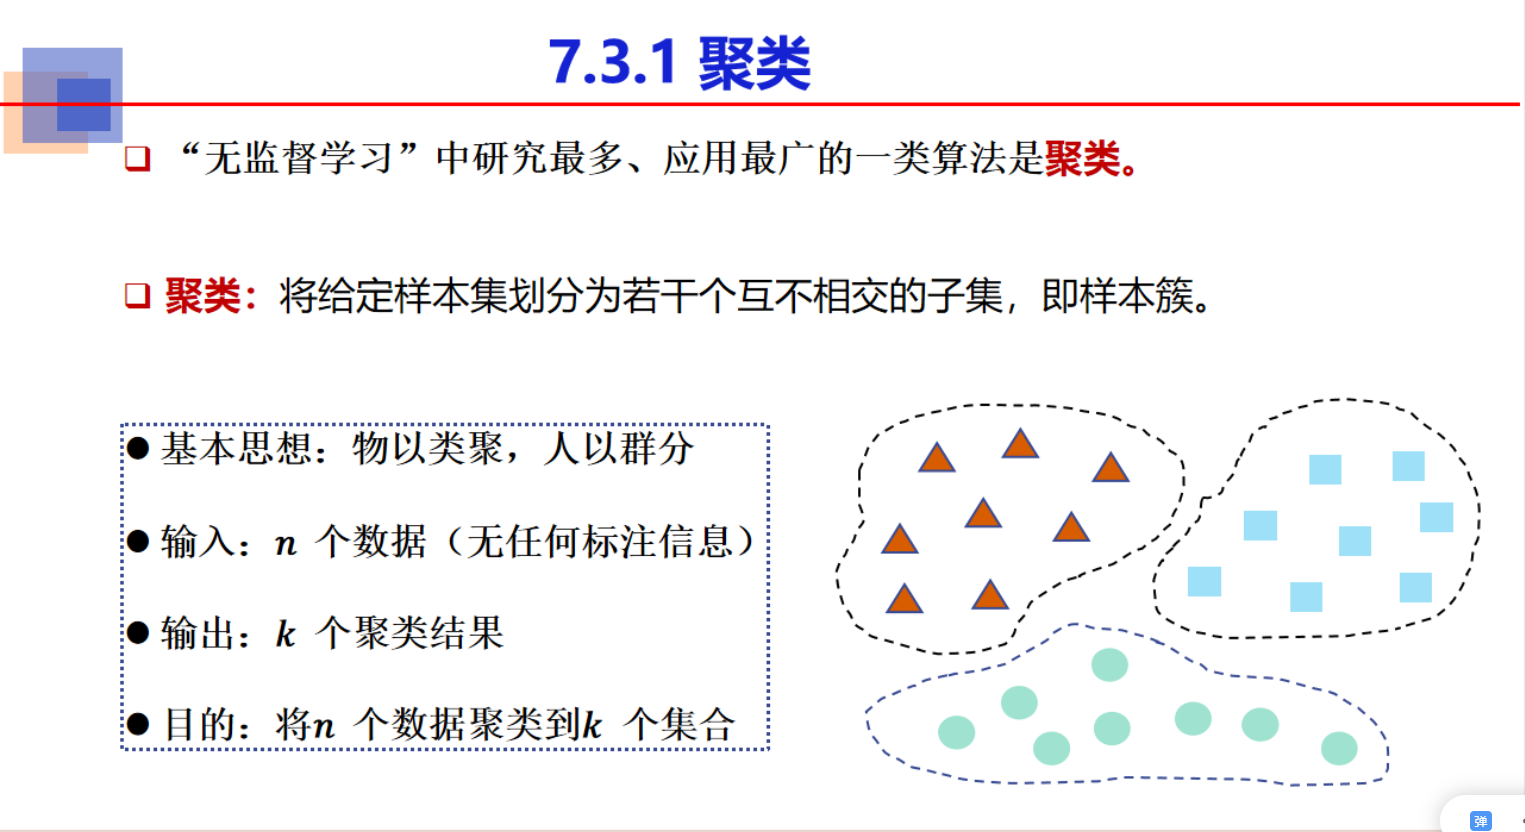 7.3.1 聚类
“无监督学习”中研究最多、应用最广的一类算法是聚类。
聚类：将给定样本集划分为若干个互不相交的子集，即样本簇。
基本思想：物以类聚，人以群分
输入：n 个数据（无任何标注信息）
输出：k 个聚类结果
目的：将n 个数据聚类到k 个集合
弹